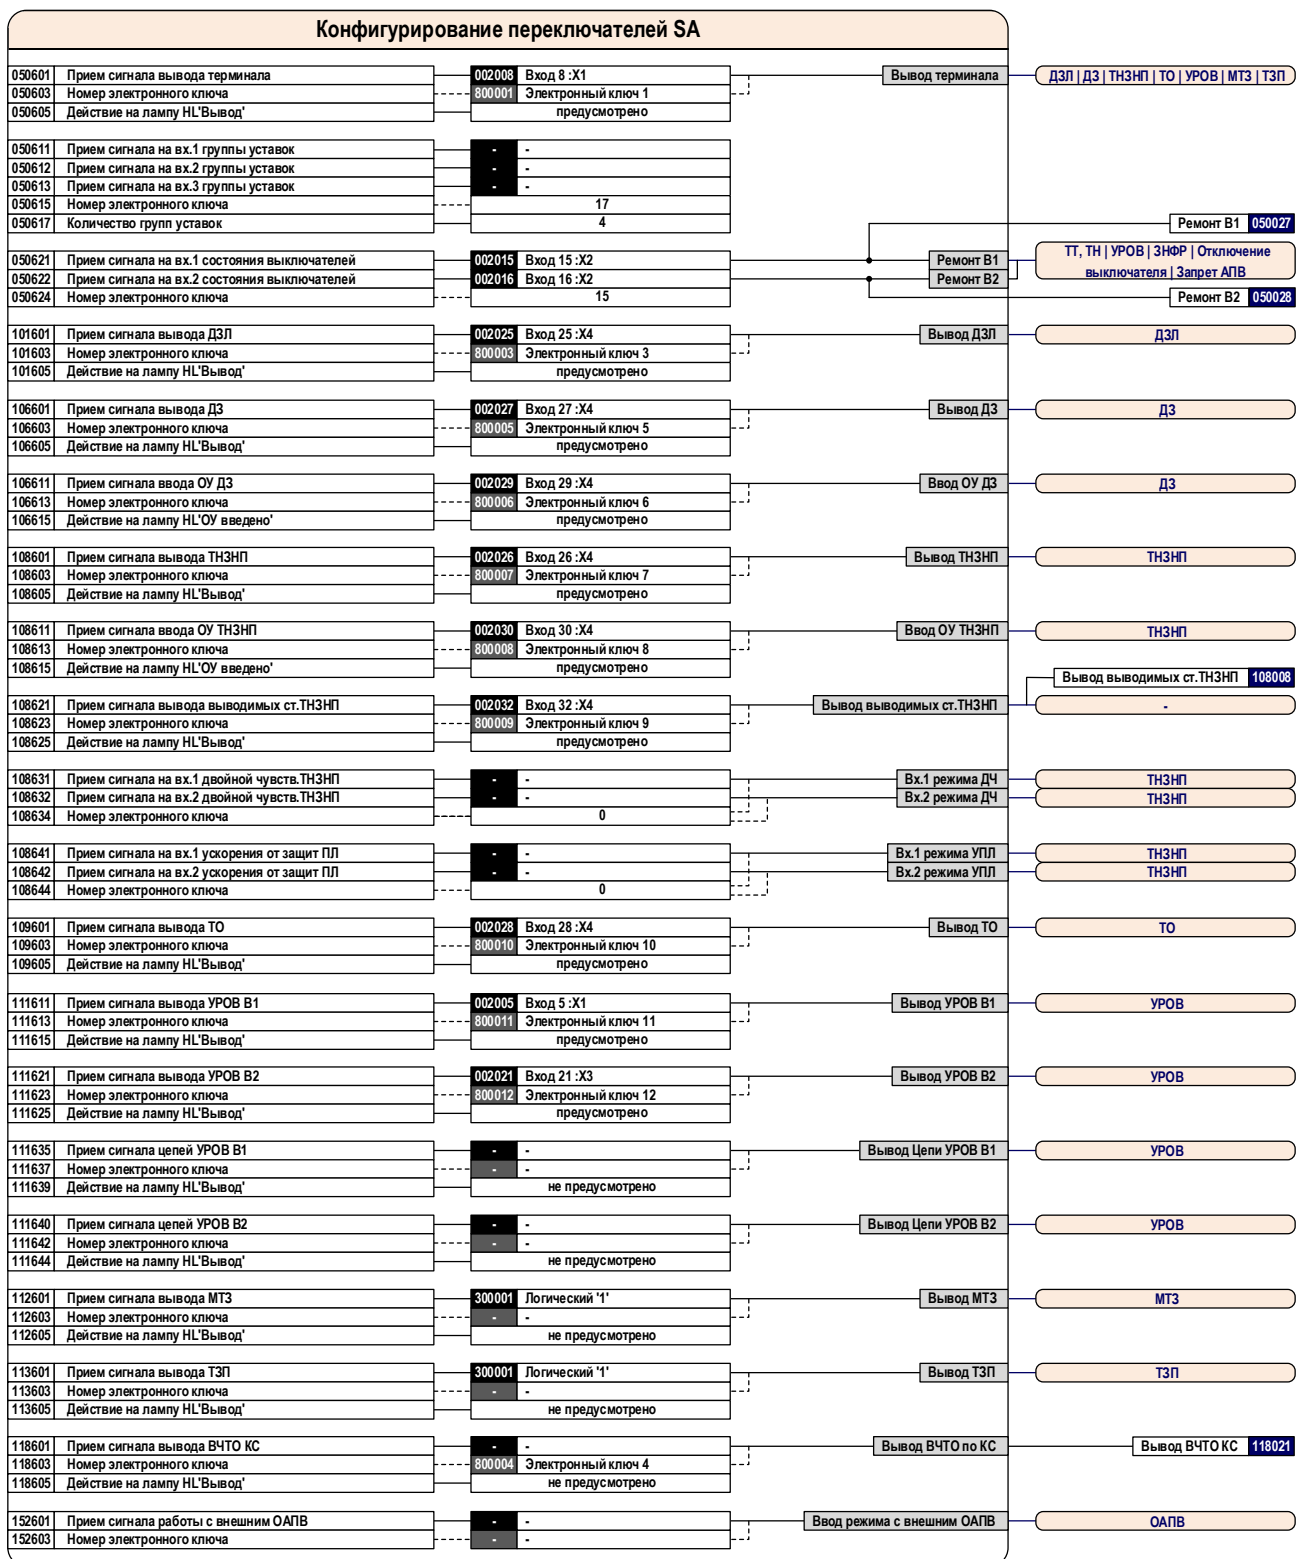 Конфигурирование переключателей SA
050601 Прием сигнала вывода терминала 002008 Вход 8 :X1 Вывод терминала ДЗЛ | ДЗ | ТНЗНП | ТО | УРОВ | МТЗ | ТЗП
050603 Номер электронного ключа 800001 Электронный ключ 1
050605 Действие на лампу HL'Вывод' предусмотрено
050611 Прием сигнала на вх.1 группы уставок - -
050612 Прием сигнала на вх.2 группы уставок - -
050613 Прием сигнала на вх.3 группы уставок - -
050615 Номер электронного ключа 17
050617 Количество групп уставок 4
Ремонт В1 050027
050621 Прием сигнала на вх.1 состояния выключателей 002015 Вход 15 :X2 Ремонт В1 ТТ, ТН | УРОВ | ЗНФР | Отключение
050622 Прием сигнала на вх.2 состояния выключателей 002016 Вход 16 :X2 Ремонт В2 выключателя | Запрет АПВ
050624 Номер электронного ключа 15 Ремонт В2 050028
101601 Прием сигнала вывода ДЗЛ 002025 Вход 25 :X4 Вывод ДЗЛ ДЗЛ
101603 Номер электронного ключа 800003 Электронный ключ 3
101605 Действие на лампу HL'Вывод' предусмотрено
106601 Прием сигнала вывода ДЗ 002027 Вход 27 :X4 Вывод ДЗ ДЗ
106603 Номер электронного ключа 800005 Электронный ключ 5
106605 Действие на лампу HL'Вывод' предусмотрено
106611 Прием сигнала ввода ОУ ДЗ 002029 Вход 29 :X4 Ввод ОУ ДЗ ДЗ
106613 Номер электронного ключа 800006 Электронный ключ 6
106615 Действие на лампу HL'ОУ введено' предусмотрено
108601 Прием сигнала вывода ТНЗНП 002026 Вход 26 :X4 Вывод ТНЗНП ТНЗНП
108603 Номер электронного ключа 800007 Электронный ключ 7
108605 Действие на лампу HL'Вывод' предусмотрено
108611 Прием сигнала ввода ОУ ТНЗНП 002030 Вход 30 :X4 Ввод ОУ ТНЗНП ТНЗНП
108613 Номер электронного ключа 800008 Электронный ключ 8
108615 Действие на лампу HL'ОУ введено' предусмотрено
Вывод выводимых ст.ТНЗНП 108008
108621 Прием сигнала вывода выводимых ст.ТНЗНП 002032 Вход 32 :X4 Вывод выводимых ст.ТНЗНП -
108623 Номер электронного ключа 800009 Электронный ключ 9
108625 Действие на лампу HL'Вывод' предусмотрено
108631 Прием сигнала на вх.1 двойной чувств.ТНЗНП - - Вх.1 режима ДЧ ТНЗНП
108632 Прием сигнала на вх.2 двойной чувств.ТНЗНП - - Вх.2 режима ДЧ ТНЗНП
108634 Номер электронного ключа 0
108641 Прием сигнала на вх.1 ускорения от защит ПЛ - - Вх.1 режима УПЛ ТНЗНП
108642 Прием сигнала на вх.2 ускорения от защит ПЛ - - Вх.2 режима УПЛ ТНЗНП
108644 Номер электронного ключа 0
109601 Прием сигнала вывода ТО 002028 Вход 28 :X4 Вывод ТО ТО
109603 Номер электронного ключа 800010 Электронный ключ 10
109605 Действие на лампу HL'Вывод' предусмотрено
111611 Прием сигнала вывода УРОВ В1 002005 Вход 5 :X1 Вывод УРОВ В1 УРОВ
111613 Номер электронного ключа 800011 Электронный ключ 11
111615 Действие на лампу HL'Вывод' предусмотрено
111621 Прием сигнала вывода УРОВ В2 002021 Вход 21 :X3 Вывод УРОВ В2 УРОВ
111623 Номер электронного ключа 800012 Электронный ключ 12
111625 Действие на лампу HL'Вывод' предусмотрено
111635 Прием сигнала цепей УРОВ В1 - - Вывод Цепи УРОВ В1 УРОВ
111637 Номер электронного ключа - -
111639 Действие на лампу HL'Вывод' не предусмотрено
111640 Прием сигнала цепей УРОВ В2 - - Вывод Цепи УРОВ В2 УРОВ
111642 Номер электронного ключа - -
111644 Действие на лампу HL'Вывод' не предусмотрено
112601 Прием сигнала вывода МТЗ 300001 Логический '1' Вывод МТЗ МТЗ
112603 Номер электронного ключа - -
112605 Действие на лампу HL'Вывод' не предусмотрено
113601 Прием сигнала вывода ТЗП 300001 Логический '1' Вывод ТЗП ТЗП
113603 Номер электронного ключа - -
113605 Действие на лампу HL'Вывод' не предусмотрено
118601 Прием сигнала вывода ВЧТО КС - - Вывод ВЧТО по КС Вывод ВЧТО КС 118021
118603 Номер электронного ключа 800004 Электронный ключ 4
118605 Действие на лампу HL'Вывод' не предусмотрено
152601 Прием сигнала работы с внешним ОАПВ - - Ввод режима с внешним ОАПВ ОАПВ
152603 Номер электронного ключа - -